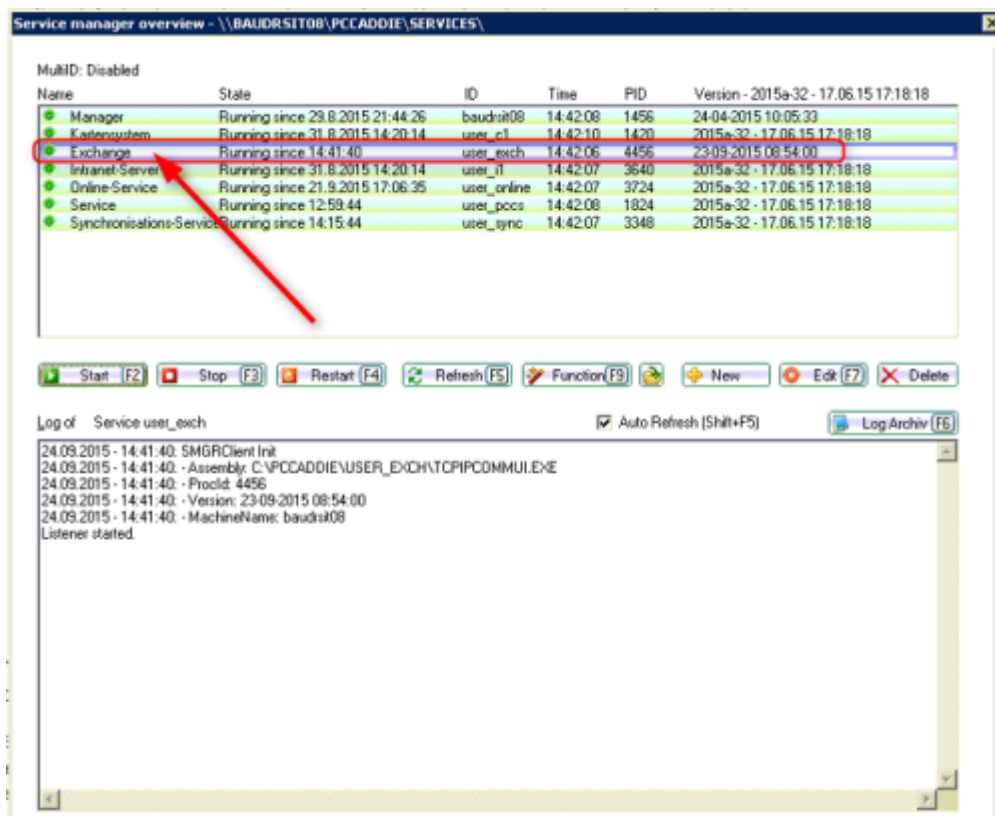 Service manager overview - \\BAUDRSIT08\PCCADDIE\SERVICES\
MultiID: Disabled
Name State ID Time PID Version - 2015a-32 - 17.06.15 17:18:18
Manager Running since 29.8.2015 21:44:26 baudrsit08 14:42:08 1456 24-04-2015 10:05:33
Kartensystem Running since 31.8.2015 14:20:14 user_c1 14:42:10 1420 2015a-32 - 17.06.15 17:18:18
Exchange Running since 14:41:40 user_exch 14:42:06 4456 23-09-2015 08:54:00
Intranet-Server Running since 31.8.2015 14:20:14 user_i1 14:42:07 3640 2015a-32 - 17.06.15 17:18:18
Online-Service Running since 21.9.2015 17:06:35 user_online 14:42:07 3724 2015a-32 - 17.06.15 17:18:18
Service Running since 12:59:44 user_pccs 14:42:08 1824 2015a-32 - 17.06.15 17:18:18
Synchronisations-Service Running since 14:15:44 user_sync 14:42:07 3348 2015a-32 - 17.06.15 17:18:18
Start F2 Stop F3 Restart F4 Refresh F5 Function F9 New Edit F7 Delete
Log of Service user_exch Auto Refresh (Shift+F5) Log Archiv F6
24.09.2015 - 14:41:40: SMGRClient Init
24.09.2015 - 14:41:40: - Assembly: C:\PCCADDIE\USER_EXCH\TCPIPCOMMUI.EXE
24.09.2015 - 14:41:40: - ProcId: 4456
24.09.2015 - 14:41:40: - Version: 23-09-2015 08:54:00
24.09.2015 - 14:41:40: - MachineName: baudrsit08
Listener started.